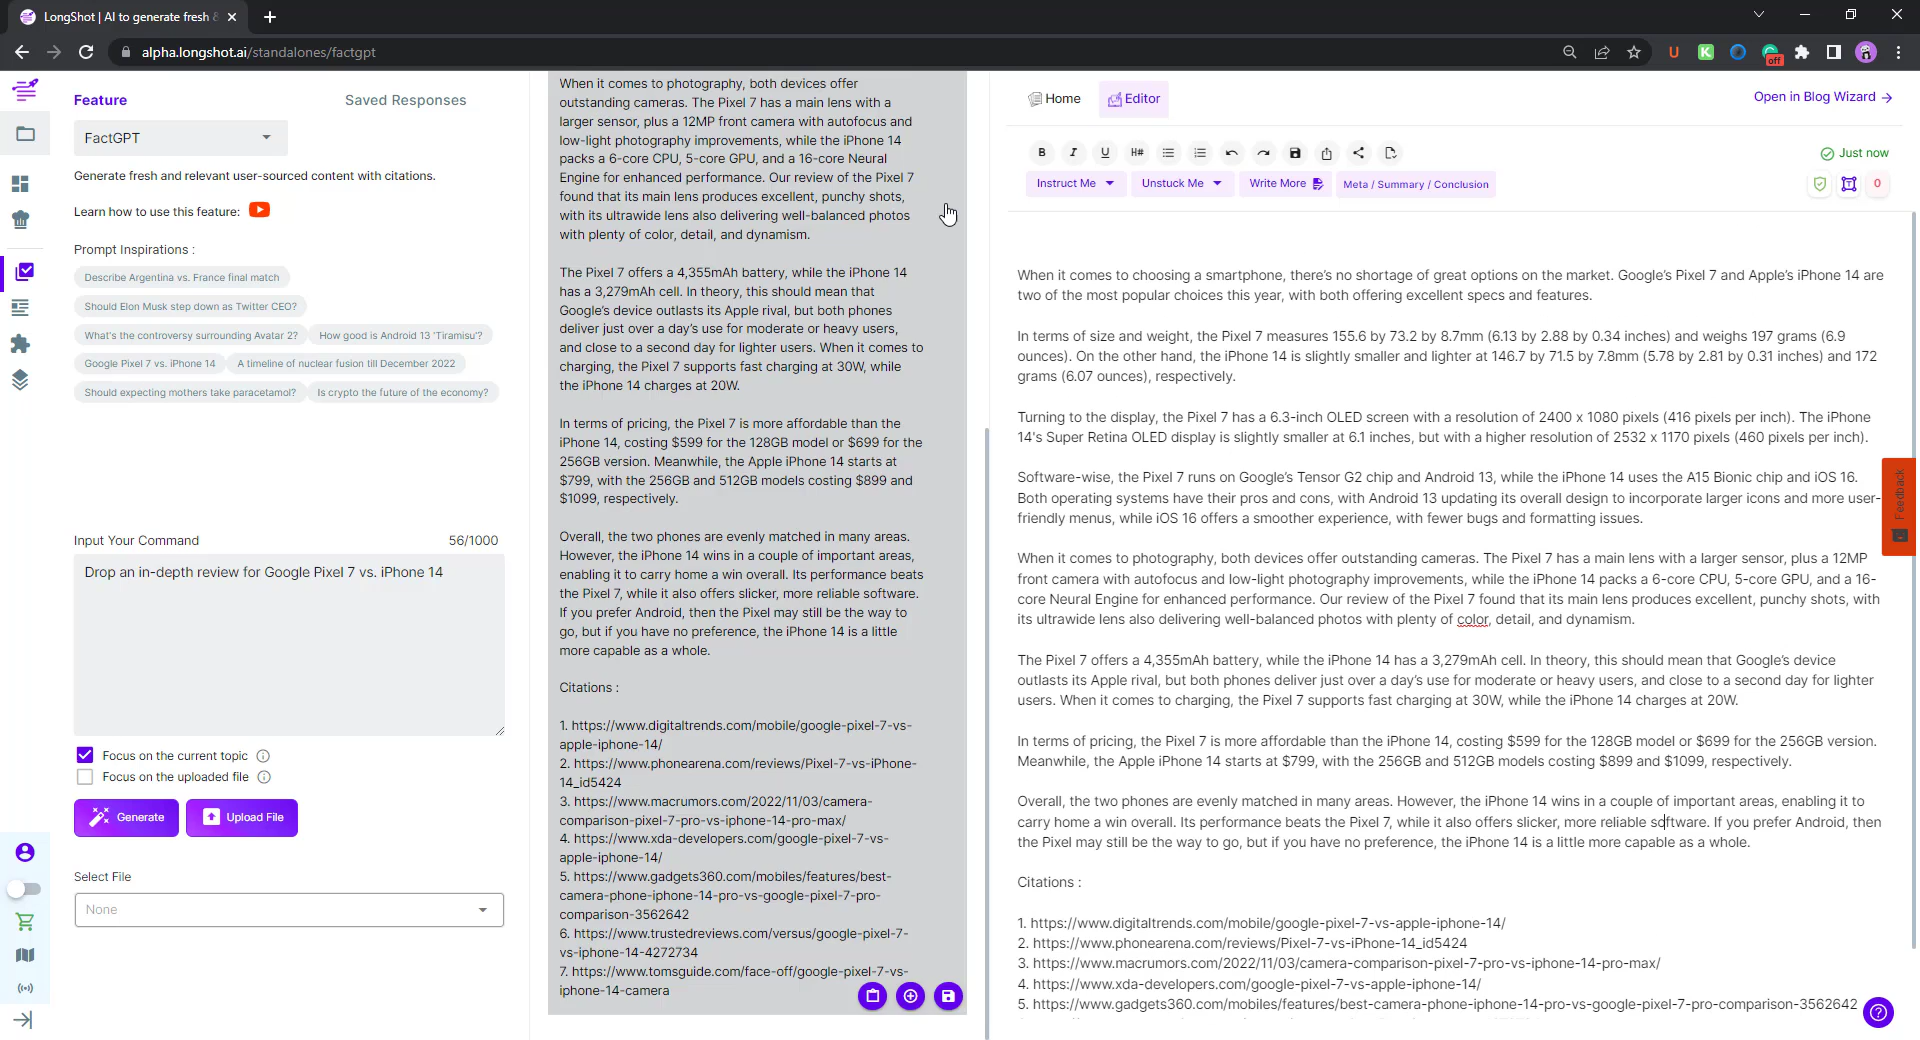 LongShot | AI to generate fresh &
alpha.longshot.ai/standalones/factgpt
U
K
off
Feature
Saved Responses
FactGPT
Generate fresh and relevant user-sourced content with citations.
Learn how to use this feature:
Prompt Inspirations :
Describe Argentina vs. France final match
Should Elon Musk step down as Twitter CEO?
What's the controversy surrounding Avatar 2?
How good is Android 13 'Tiramisu'?
Google Pixel 7 vs. iPhone 14
A timeline of nuclear fusion till December 2022
Should expecting mothers take paracetamol?
Is crypto the future of the economy?
Input Your Command
56/1000
Drop an in-depth review for Google Pixel 7 vs. iPhone 14
Focus on the current topic
Focus on the uploaded file
Generate
Upload File
Select File
None
When it comes to photography, both devices offer
outstanding cameras. The Pixel 7 has a main lens with a
larger sensor, plus a 12MP front camera with autofocus and
low-light photography improvements, while the iPhone 14
packs a 6-core CPU, 5-core GPU, and a 16-core Neural
Engine for enhanced performance. Our review of the Pixel 7
found that its main lens produces excellent, punchy shots,
with its ultrawide lens also delivering well-balanced photos
with plenty of color, detail, and dynamism.
The Pixel 7 offers a 4,355mAh battery, while the iPhone 14
has a 3,279mAh cell. In theory, this should mean that
Google's device outlasts its Apple rival, but both phones
deliver just over a day's use for moderate or heavy users,
and close to a second day for lighter users. When it comes to
charging, the Pixel 7 supports fast charging at 30W, while
the iPhone 14 charges at 20W.
In terms of pricing, the Pixel 7 is more affordable than the
iPhone 14, costing $599 for the 128GB model or $699 for the
256GB version. Meanwhile, the Apple iPhone 14 starts at
$799, with the 256GB and 512GB models costing $899 and
$1099, respectively.
Overall, the two phones are evenly matched in many areas.
However, the iPhone 14 wins in a couple of important areas,
enabling it to carry home a win overall. Its performance beats
the Pixel 7, while it also offers slicker, more reliable software.
If you prefer Android, then the Pixel may still be the way to
go, but if you have no preference, the iPhone 14 is a little
more capable as a whole.
Citations :
1. https://www.digitaltrends.com/mobile/google-pixel-7-vs-
apple-iphone-14/
2. https://www.phonearena.com/reviews/Pixel-7-vs-iPhone-
14_id5424
3. https://www.macrumors.com/2022/11/03/camera-
comparison-pixel-7-pro-vs-iphone-14-pro-max/
4. https://www.xda-developers.com/google-pixel-7-vs-
apple-iphone-14/
5. https://www.gadgets360.com/mobiles/features/best-
camera-phone-iphone-14-pro-vs-google-pixel-7-pro-
comparison-3562642
6. https://www.trustedreviews.com/versus/google-pixel-7-
vs-iphone-14-4272734
7. https://www.tomsguide.com/face-off/google-pixel-7-vs-
iphone-14-camera
Home
Editor
Open in Blog Wizard
B
I
U
H#
Just now
Instruct Me
Unstuck Me
Write More
Meta / Summary / Conclusion
0
When it comes to choosing a smartphone, there's no shortage of great options on the market. Google's Pixel 7 and Apple's iPhone 14 are
two of the most popular choices this year, with both offering excellent specs and features.
In terms of size and weight, the Pixel 7 measures 155.6 by 73.2 by 8.7mm (6.13 by 2.88 by 0.34 inches) and weighs 197 grams (6.9
ounces). On the other hand, the iPhone 14 is slightly smaller and lighter at 146.7 by 71.5 by 7.8mm (5.78 by 2.81 by 0.31 inches) and 172
grams (6.07 ounces), respectively.
Turning to the display, the Pixel 7 has a 6.3-inch OLED screen with a resolution of 2400 x 1080 pixels (416 pixels per inch). The iPhone
14's Super Retina OLED display is slightly smaller at 6.1 inches, but with a higher resolution of 2532 x 1170 pixels (460 pixels per inch).
Software-wise, the Pixel 7 runs on Google's Tensor G2 chip and Android 13, while the iPhone 14 uses the A15 Bionic chip and iOS 16.
Both operating systems have their pros and cons, with Android 13 updating its overall design to incorporate larger icons and more user-
friendly menus, while iOS 16 offers a smoother experience, with fewer bugs and formatting issues.
When it comes to photography, both devices offer outstanding cameras. The Pixel 7 has a main lens with a larger sensor, plus a 12MP
front camera with autofocus and low-light photography improvements, while the iPhone 14 packs a 6-core CPU, 5-core GPU, and a 16-
core Neural Engine for enhanced performance. Our review of the Pixel 7 found that its main lens produces excellent, punchy shots, with
its ultrawide lens also delivering well-balanced photos with plenty of color, detail, and dynamism.
The Pixel 7 offers a 4,355mAh battery, while the iPhone 14 has a 3,279mAh cell. In theory, this should mean that Google's device
outlasts its Apple rival, but both phones deliver just over a day's use for moderate or heavy users, and close to a second day for lighter
users. When it comes to charging, the Pixel 7 supports fast charging at 30W, while the iPhone 14 charges at 20W.
In terms of pricing, the Pixel 7 is more affordable than the iPhone 14, costing $599 for the 128GB model or $699 for the 256GB version.
Meanwhile, the Apple iPhone 14 starts at $799, with the 256GB and 512GB models costing $899 and $1099, respectively.
Overall, the two phones are evenly matched in many areas. However, the iPhone 14 wins in a couple of important areas, enabling it to
carry home a win overall. Its performance beats the Pixel 7, while it also offers slicker, more reliable software. If you prefer Android, then
the Pixel may still be the way to go, but if you have no preference, the iPhone 14 is a little more capable as a whole.
Citations :
1. https://www.digitaltrends.com/mobile/google-pixel-7-vs-apple-iphone-14/
2. https://www.phonearena.com/reviews/Pixel-7-vs-iPhone-14_id5424
3. https://www.macrumors.com/2022/11/03/camera-comparison-pixel-7-pro-vs-iphone-14-pro-max/
4. https://www.xda-developers.com/google-pixel-7-vs-apple-iphone-14/
5. https://www.gadgets360.com/mobiles/features/best-camera-phone-iphone-14-pro-vs-google-pixel-7-pro-comparison-3562642
Feedback